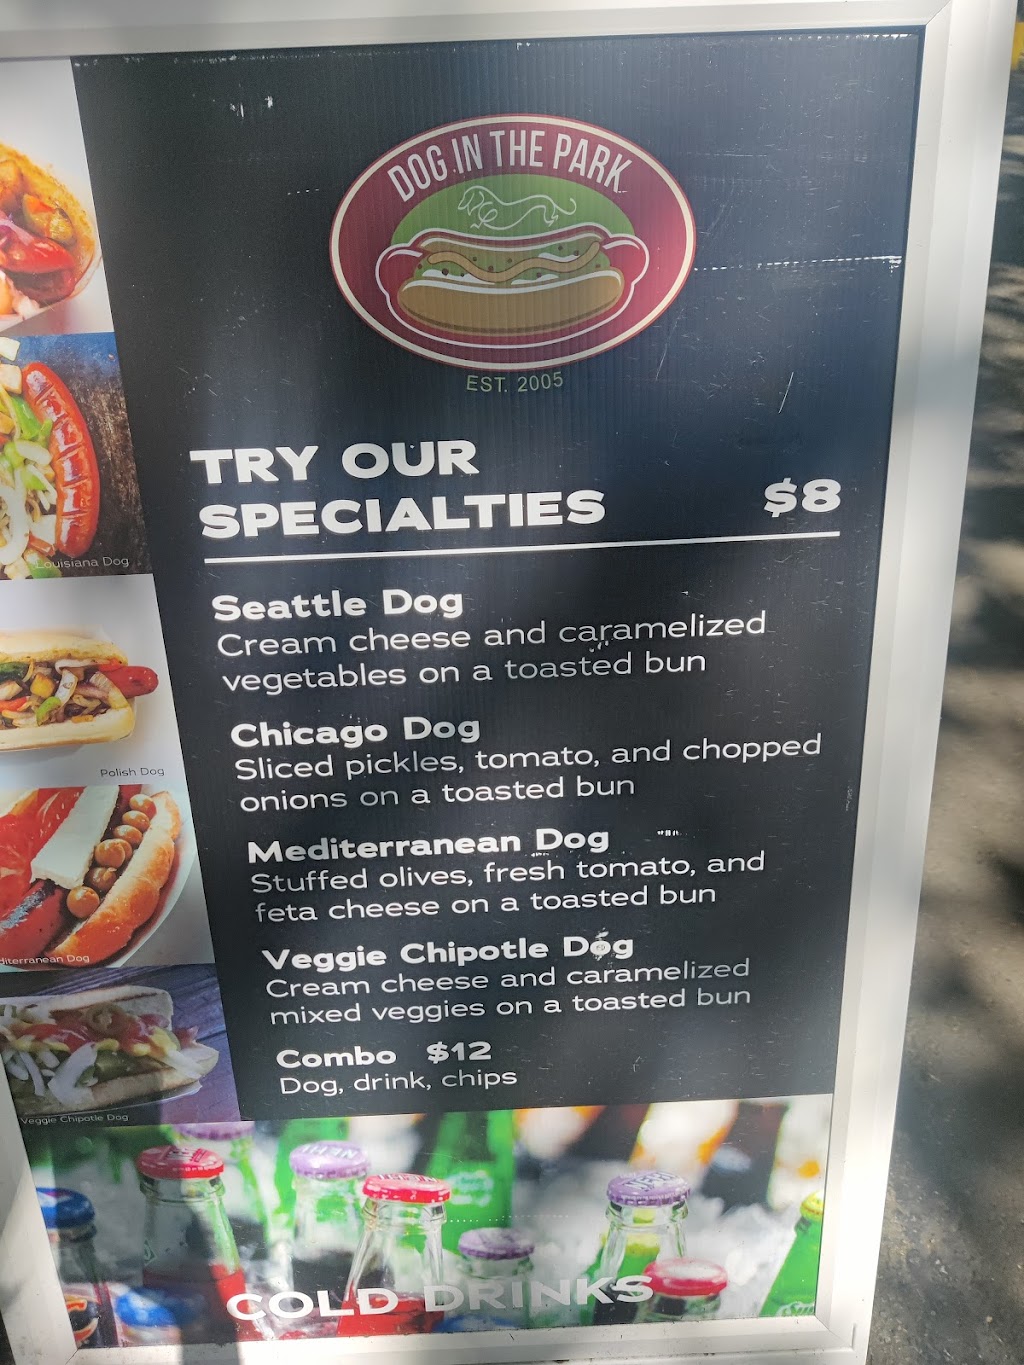 DOG IN THE PARK
EST. 2005
TRY OUR
SPECIALTIES $8
Seattle Dog
Cream cheese and caramelized
vegetables on a toasted bun
Chicago Dog
Sliced pickles, tomato, and chopped
onions on a toasted bun
Mediterranean Dog
Stuffed olives, fresh tomato, and
feta cheese on a toasted bun
Veggie Chipotle Dog
Cream cheese and caramelized
mixed veggies on a toasted bun
Combo $12
Dog, drink, chips
Louisiana Dog
Polish Dog
diterranean Dog
Veggie Chipotle Dog
NEHI
COLD DRINKS